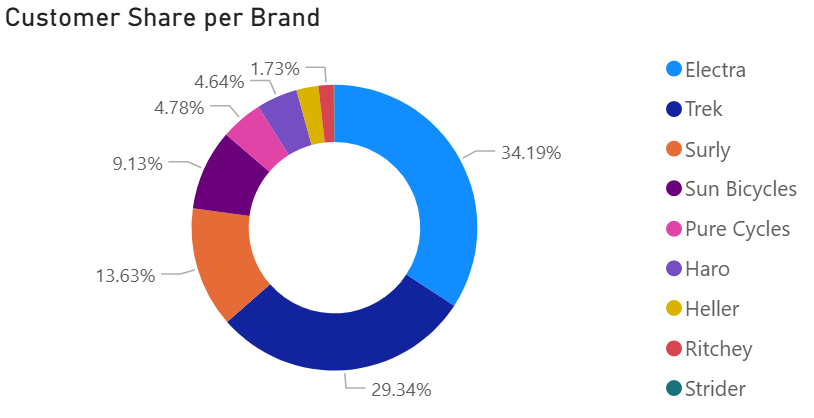 Customer Share per Brand
1.73%
4.64%
4.78%
9.13%
13.63%
29.34%
34.19%
Electra
Trek
Surly
Sun Bicycles
Pure Cycles
Haro
Heller
Ritchey
Strider